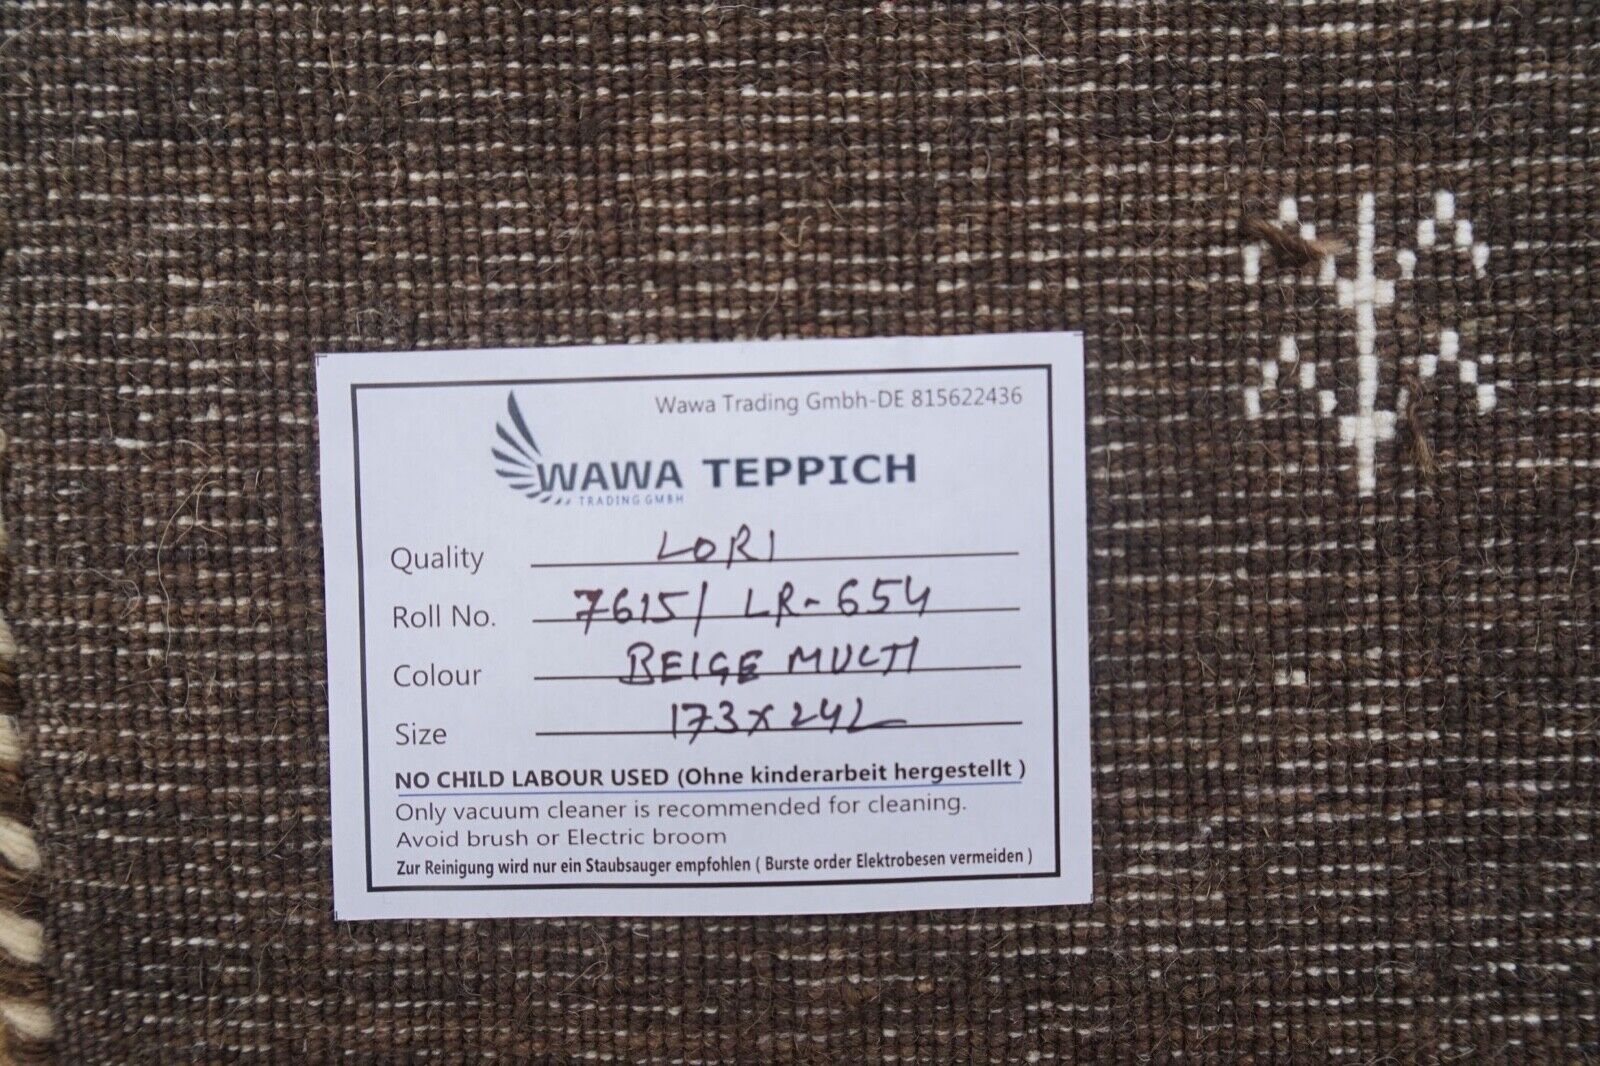 Wawa Trading Gmbh-DE 815622436
WAWA TEPPICH
TRADING GMBH
Quality LORI
Roll No. 7615/ LR-654
Colour BEIGE MULTI
Size 173x242
NO CHILD LABOUR USED (Ohne kinderarbeit hergestellt )
Only vacuum cleaner is recommended for cleaning.
Avoid brush or Electric broom
Zur Reinigung wird nur ein Staubsauger empfohlen ( Burste order Elektrobesen vermeiden )